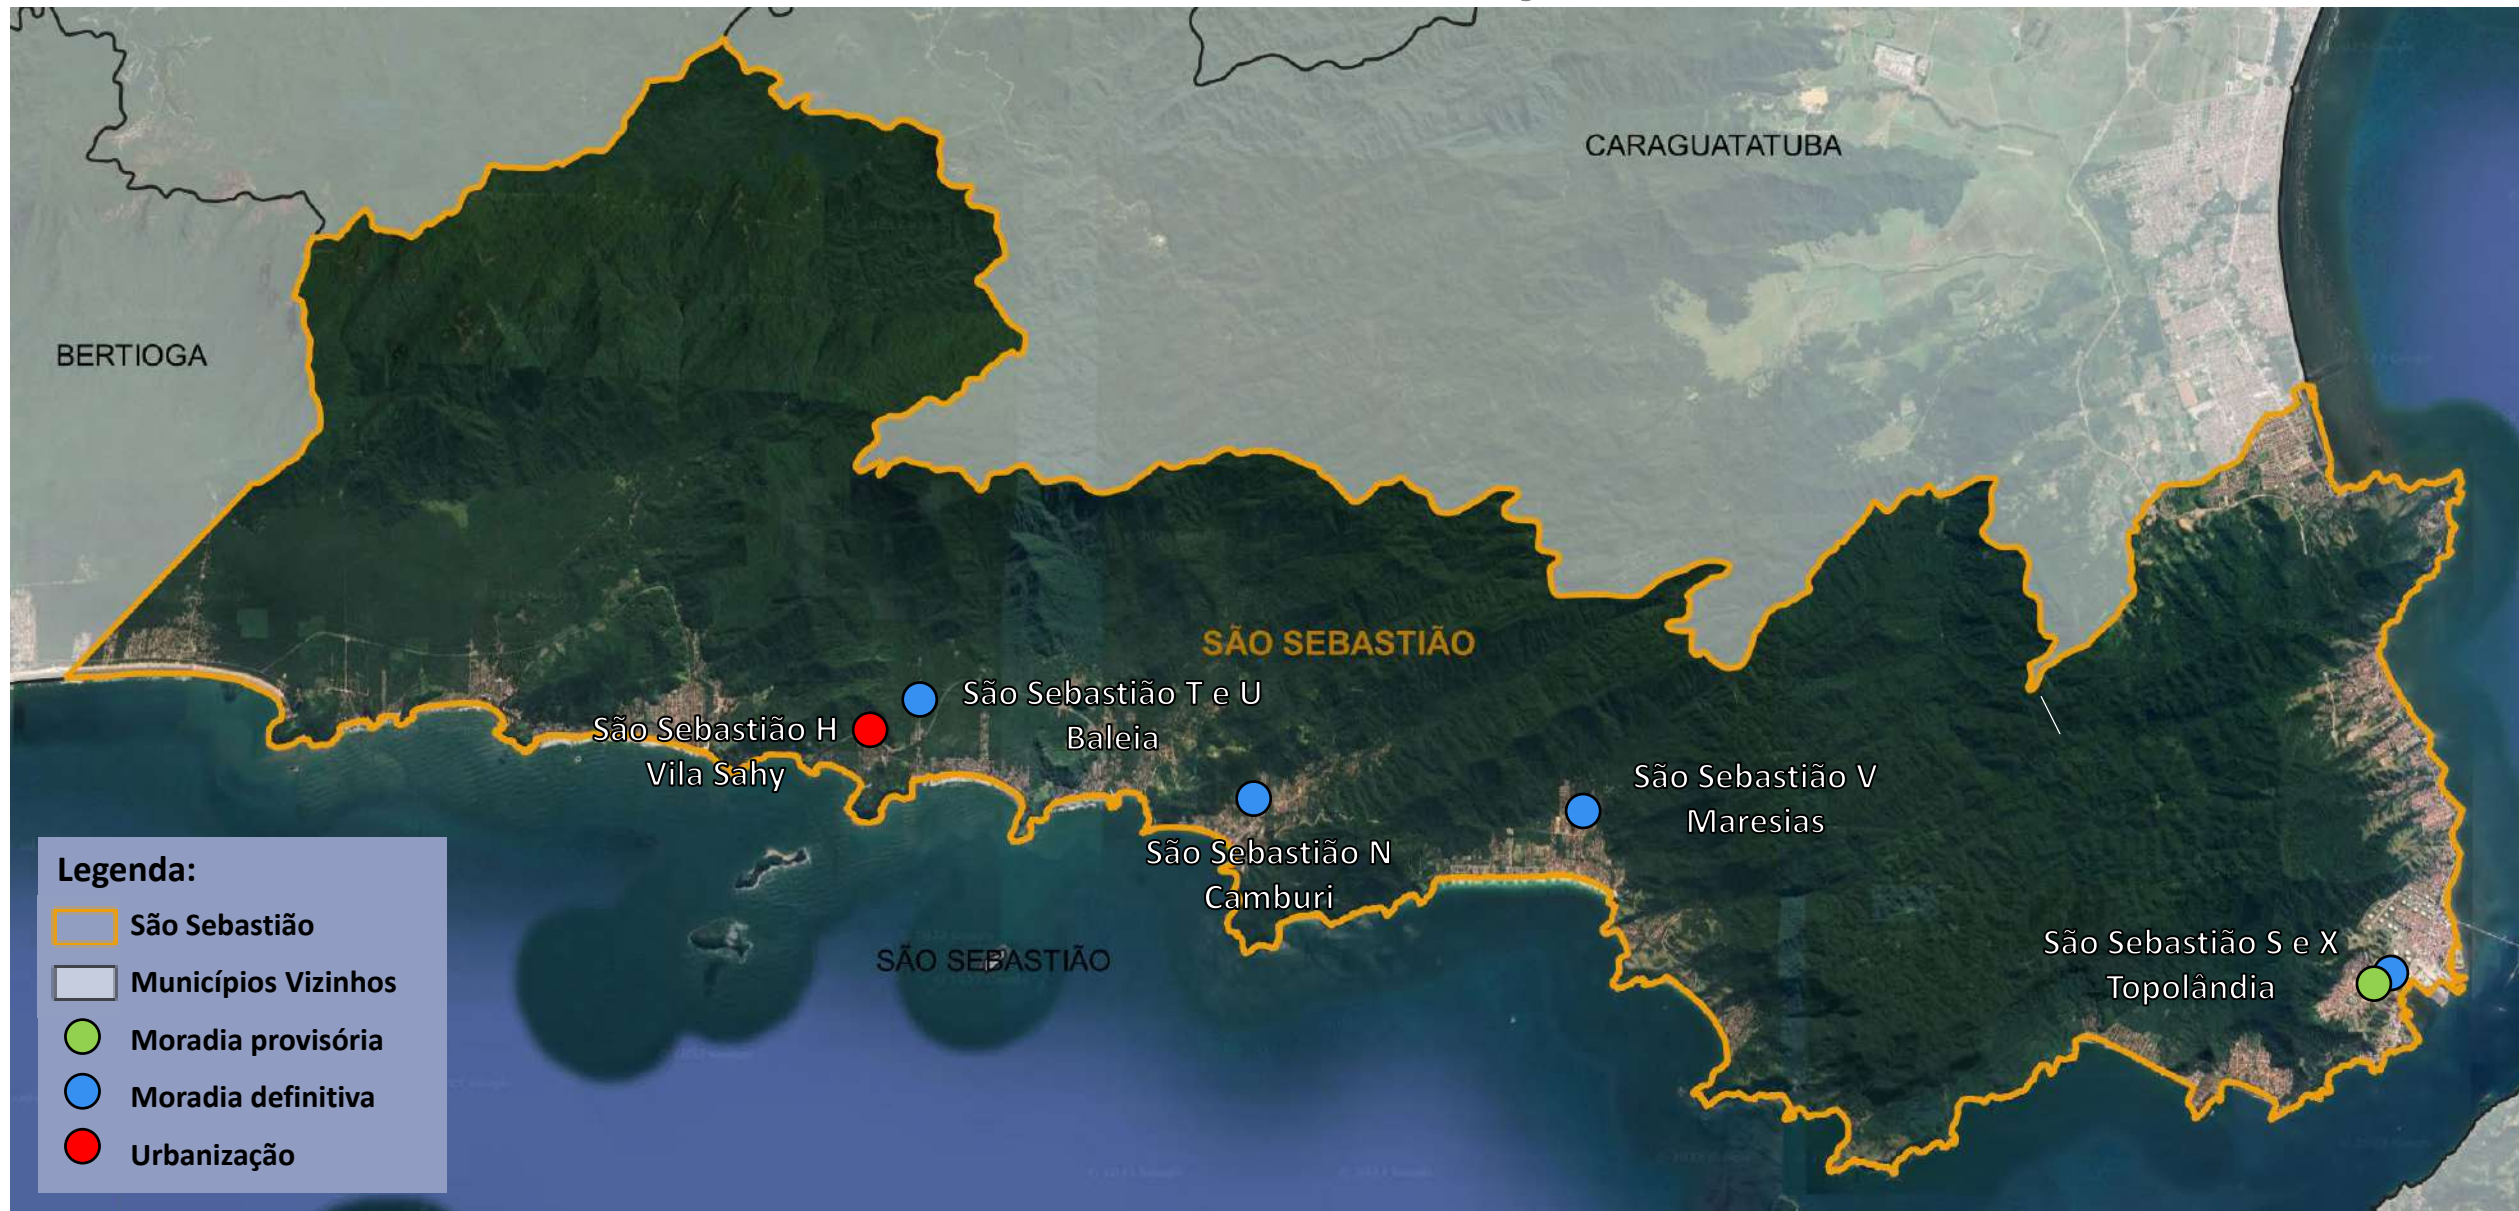 CARAGUATATUBA
BERTIOGA
SÃO SEBASTIÃO
São Sebastião T e U
Baleia
São Sebastião H
Vila Sahy
São Sebastião V
Maresias
São Sebastião N
Camburi
São Sebastião S e X
Topolândia
SÃO SEBASTIÃO
Legenda:
São Sebastião
Municípios Vizinhos
Moradia provisória
Moradia definitiva
Urbanização